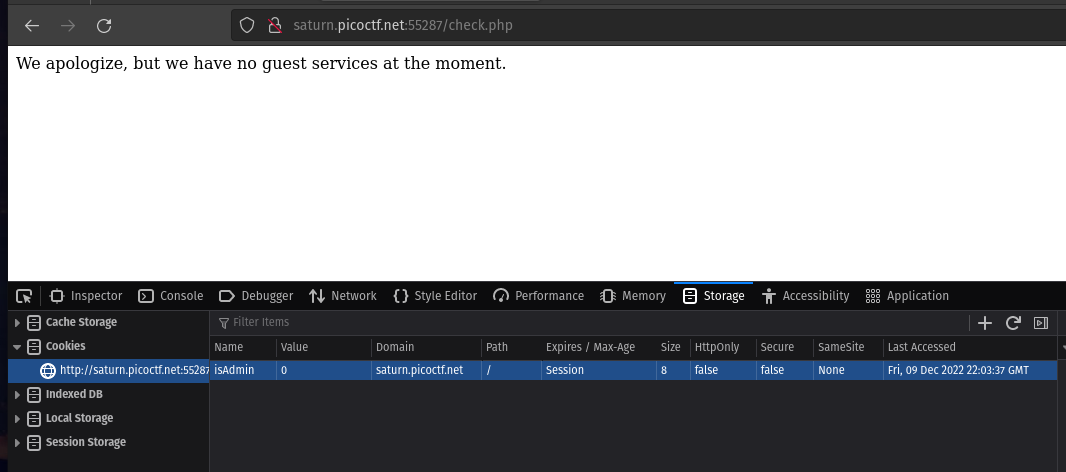 saturn.picoctf.net:55287/check.php
We apologize, but we have no guest services at the moment.
Inspector Console Debugger Network Style Editor Performance Memory Storage Accessibility Application
Cache Storage Filter Items
Cookies Name Value Domain Path Expires / Max-Age Size HttpOnly Secure SameSite Last Accessed
http://saturn.picoctf.net:55287 isAdmin 0 saturn.picoctf.net / Session 8 false false None Fri, 09 Dec 2022 22:03:37 GMT
Indexed DB
Local Storage
Session Storage